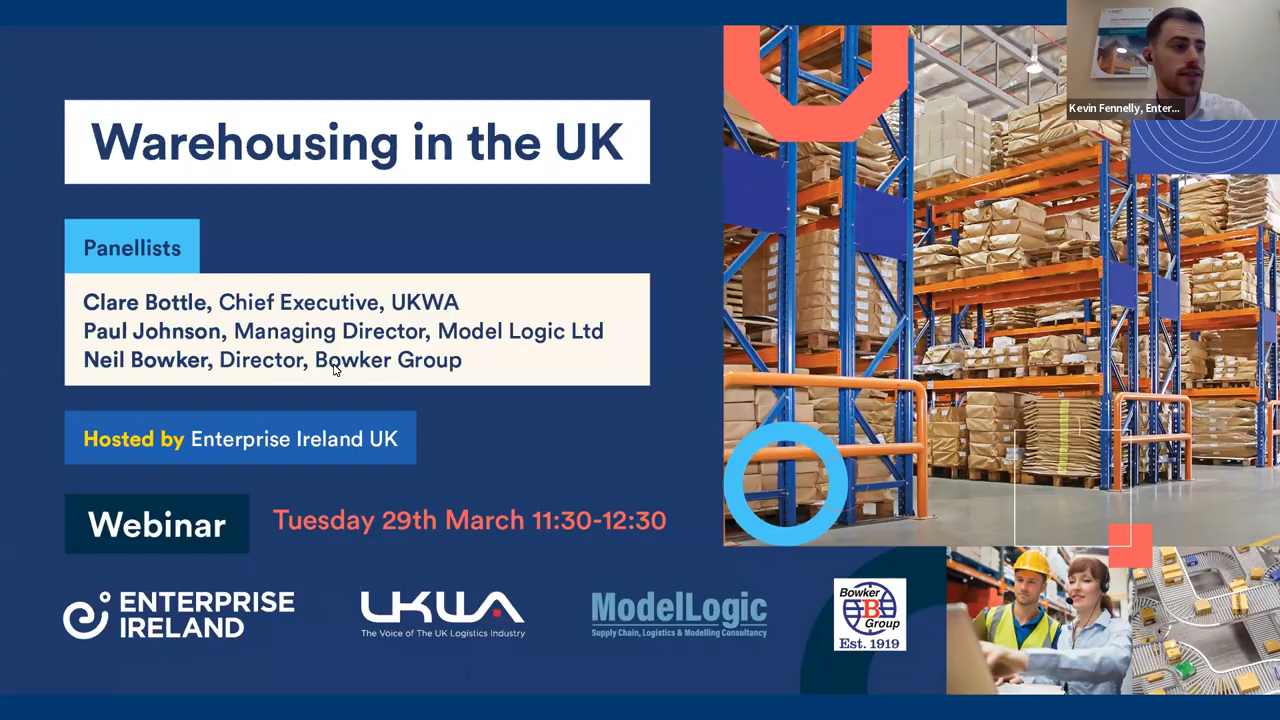 Warehousing in the UK
Panellists
Clare Bottle, Chief Executive, UKWA
Paul Johnson, Managing Director, Model Logic Ltd
Neil Bowker, Director, Bowker Group
Hosted by Enterprise Ireland UK
Webinar
Tuesday 29th March 11:30-12:30
ENTERPRISE
IRELAND
UKWA
The Voice of The UK Logistics Industry
ModelLogic
Supply Chain, Logistics & Modelling Consultancy
Bowker
B
Group
Est. 1919
Kevin Fennelly, Enter...